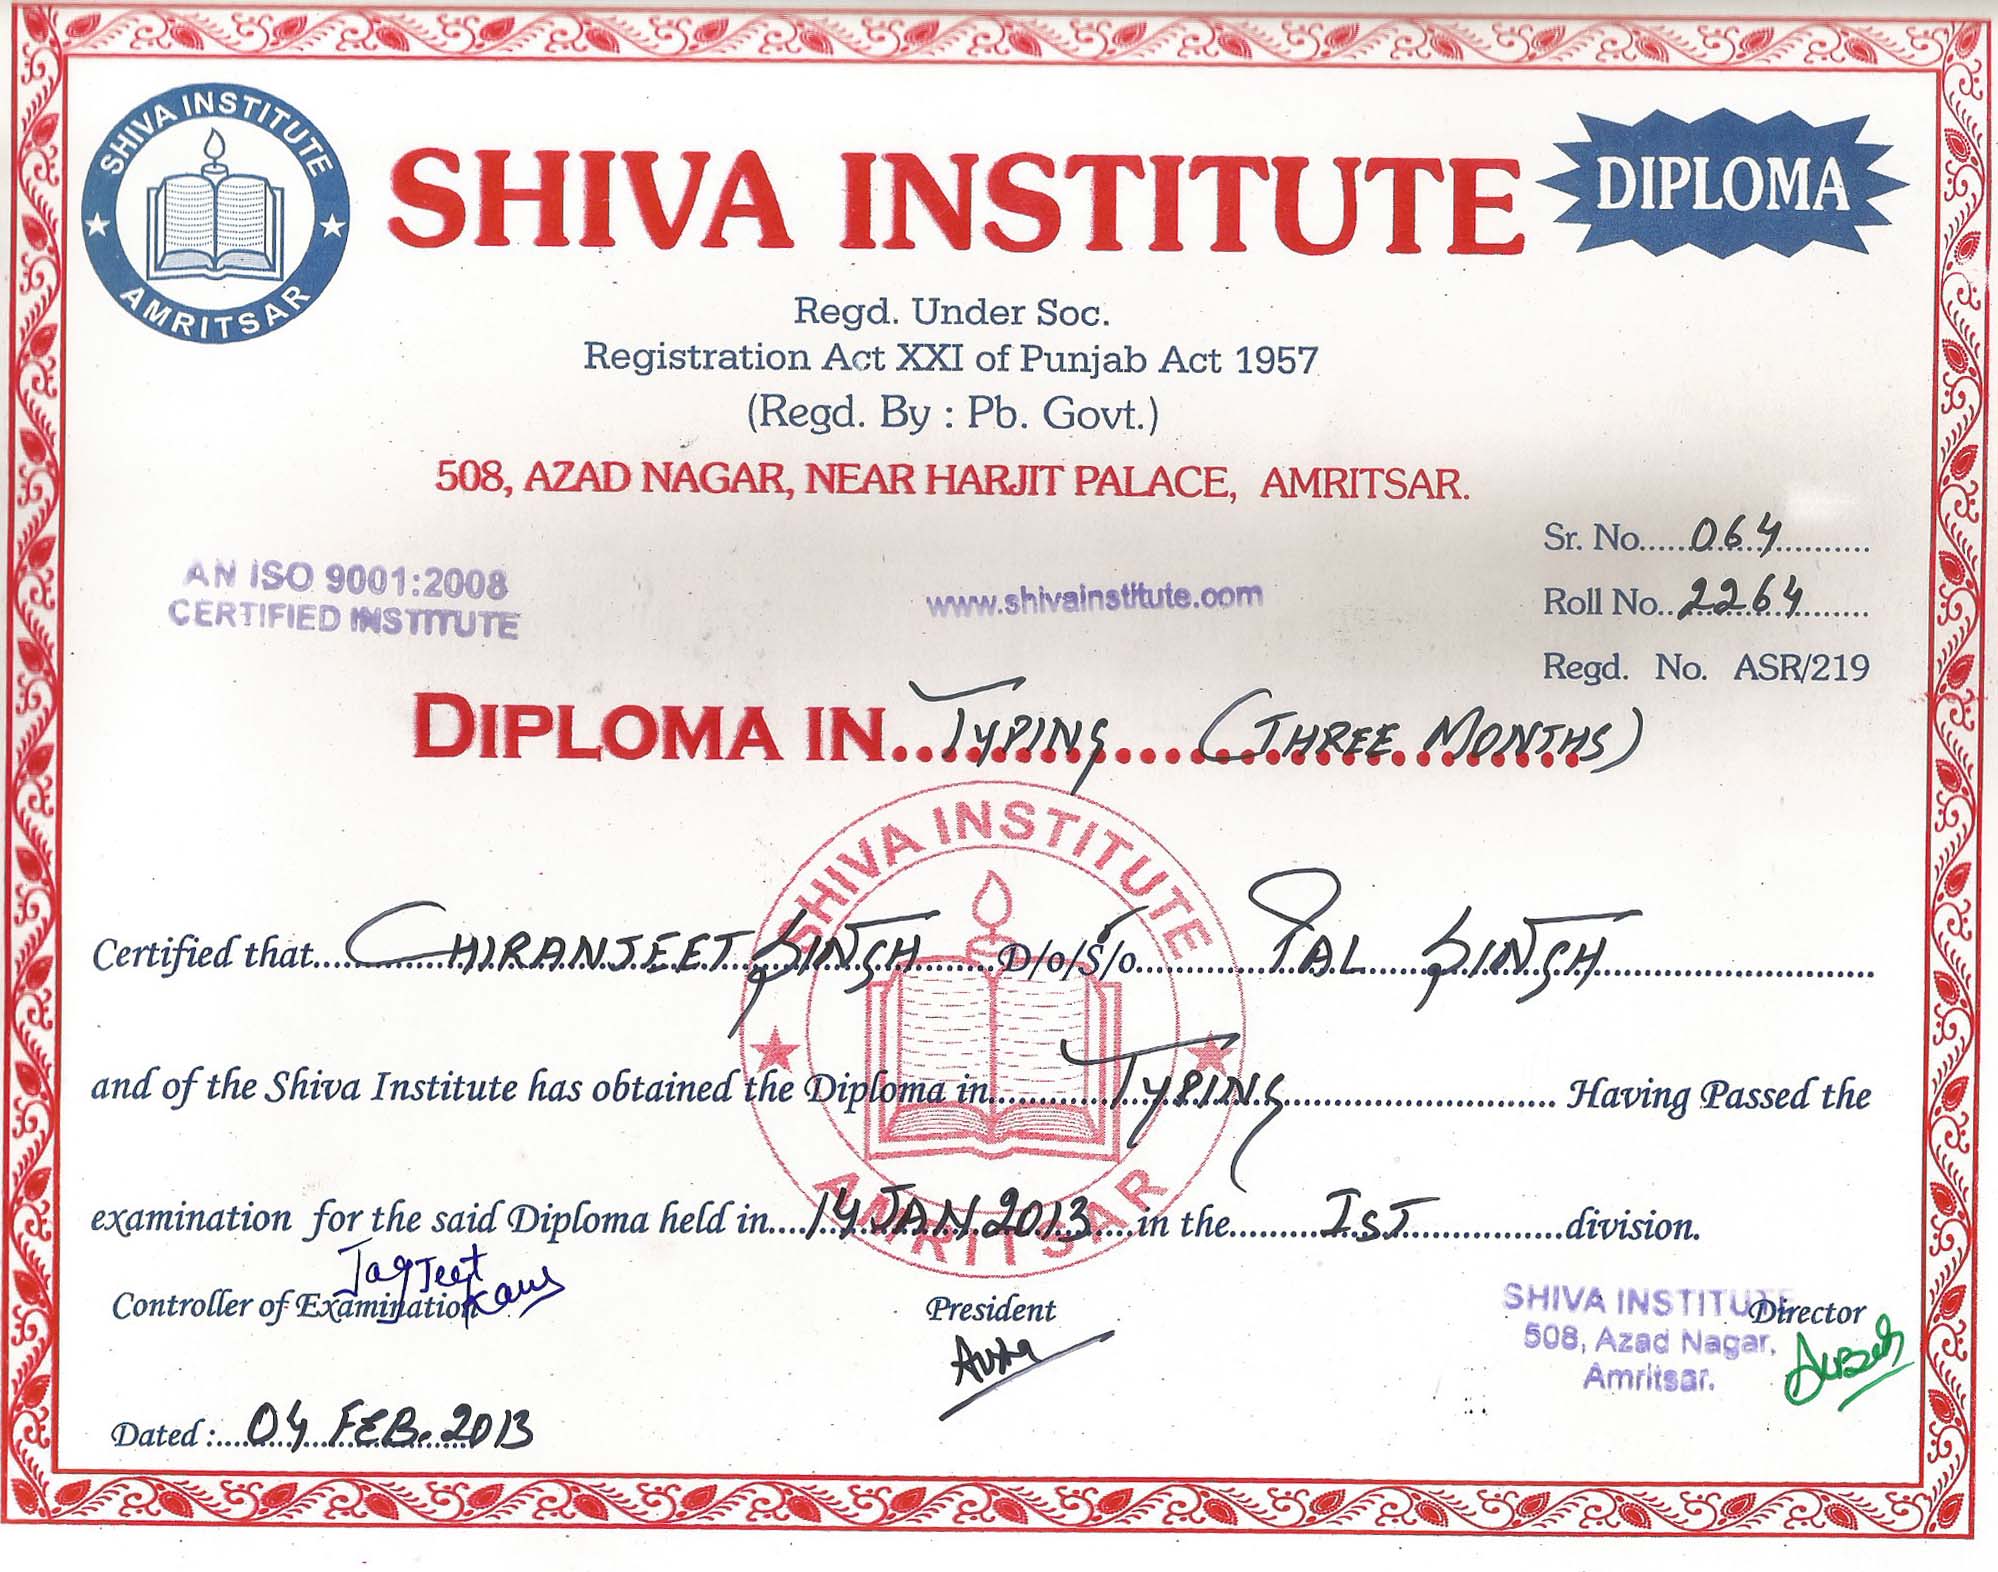 SHIVA INSTITUTE
AMRITSAR
SHIVA INSTITUTE
DIPLOMA
Regd. Under Soc.
Registration Act XXI of Punjab Act 1957
(Regd. By : Pb. Govt.)
508, AZAD NAGAR, NEAR HARJIT PALACE, AMRITSAR.
Sr. No.....064..........
AN ISO 9001:2008
CERTIFIED INSTITUTE
www.shivainstitute.com
Roll No..2264.......
Regd. No. ASR/219
DIPLOMA IN..TYPING....(THREE MONTHS)
SHIVA INSTITUTE
Certified that....CHIRANJEET SINGH...... D/o/S/o..........PAL SINGH....................
and of the Shiva Institute has obtained the Diploma in..........TYPING.................... Having Passed the
examination for the said Diploma held in....14 JAN 2013....in the........IST............division.
AMRITSAR
Jagjeet Kaur
Controller of Examination
President
Director
SHIVA INSTITUTE
508, Azad Nagar,
Amritsar.
Dated :....04 FEB. 2013